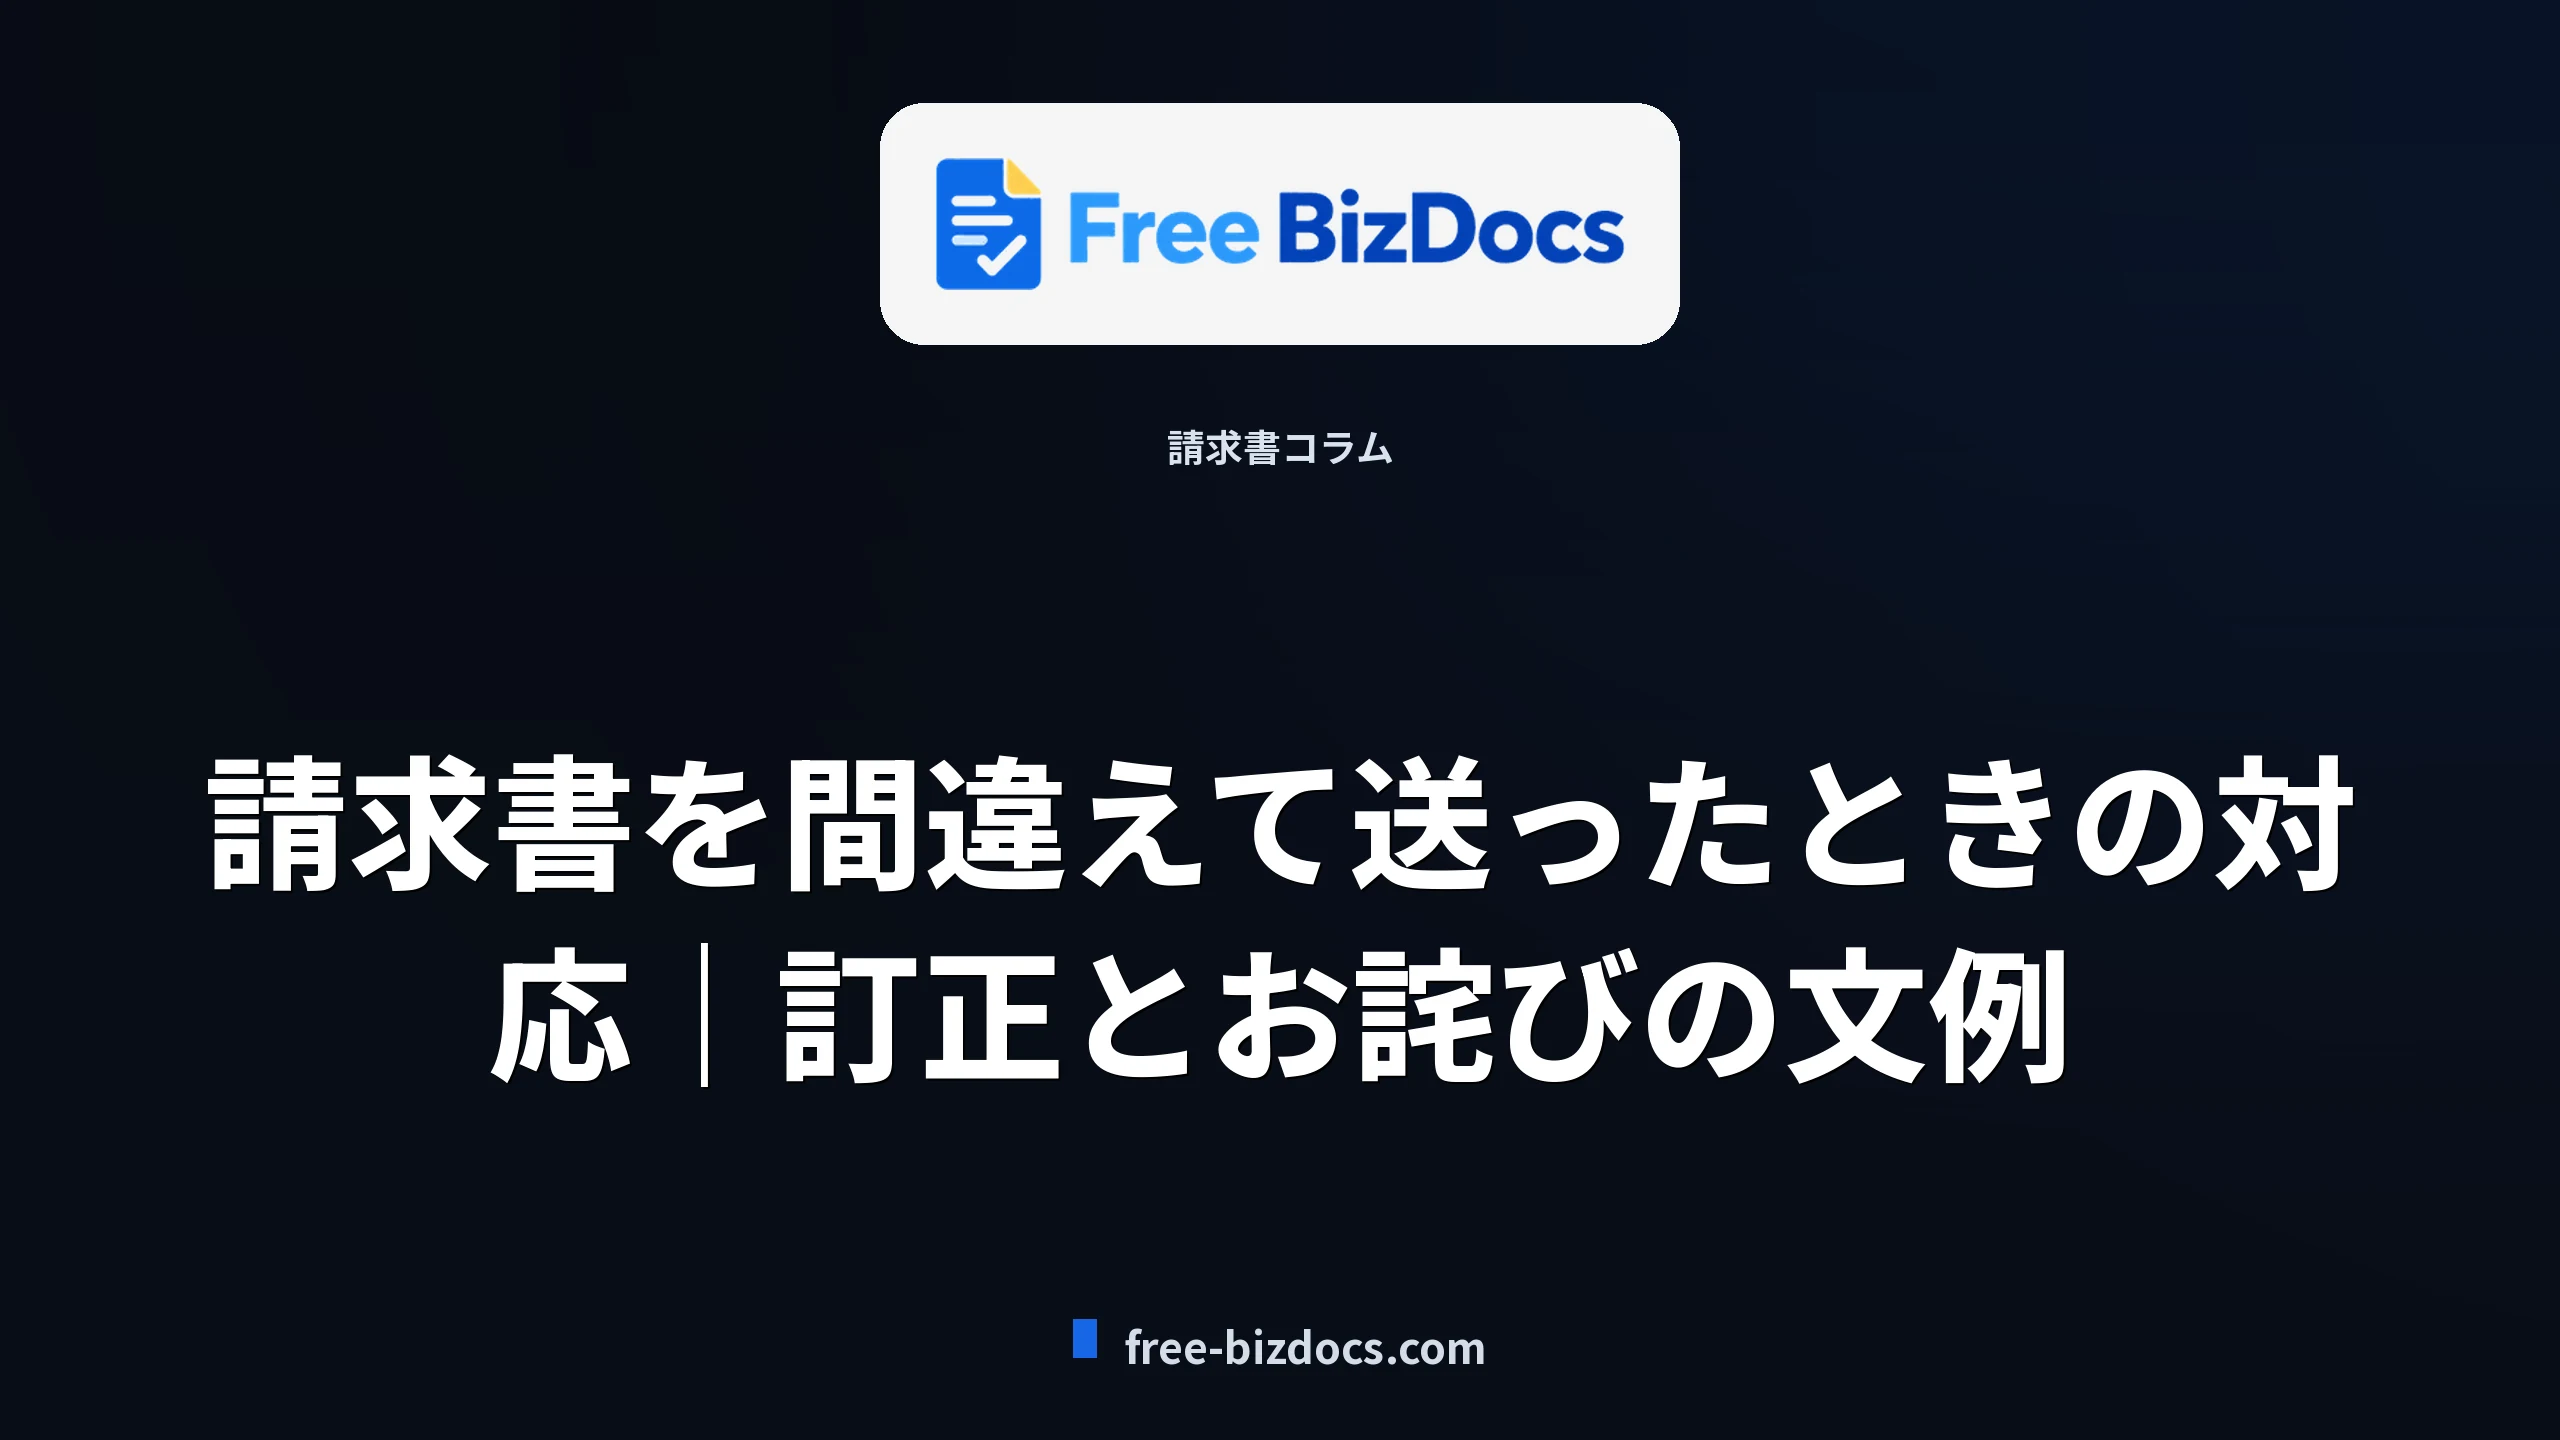 Free BizDocs
請求書コラム
請求書を間違えて送ったときの対
応｜訂正とお詫びの文例
free-bizdocs.com